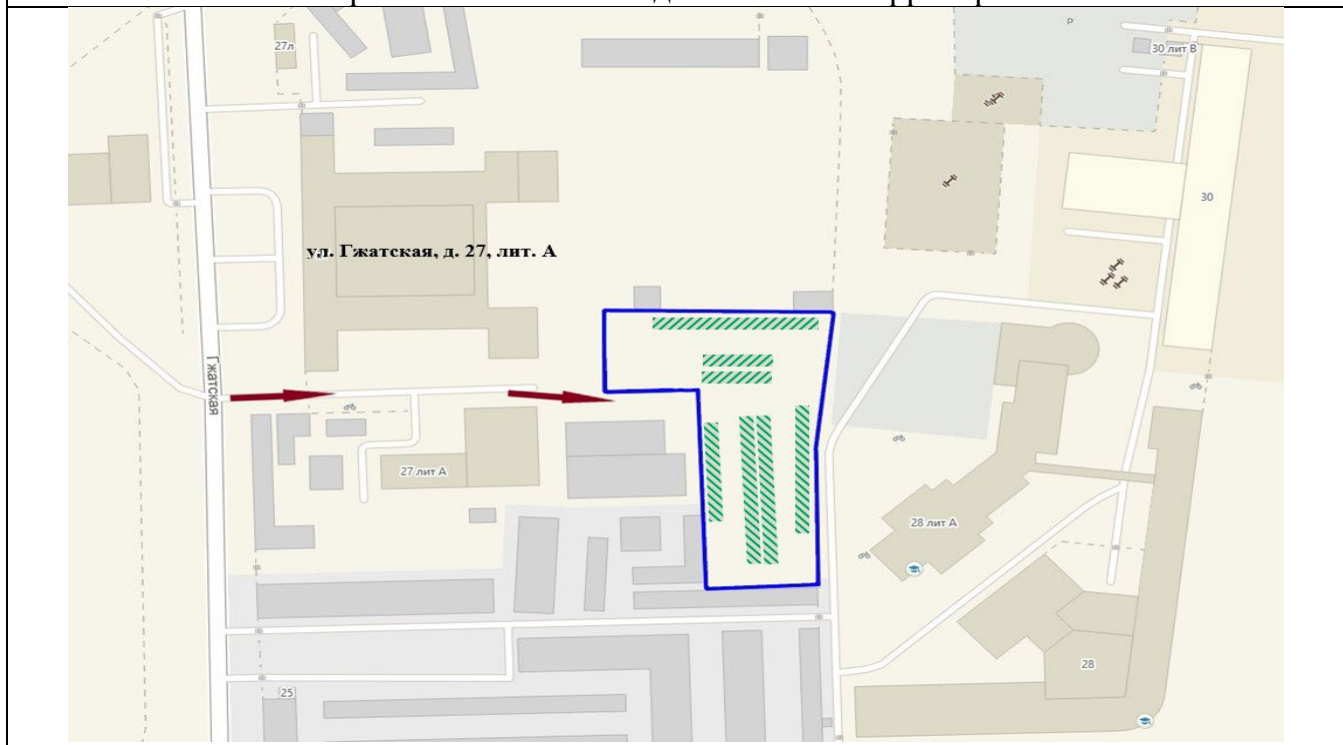 27л
Р
30 лит В
30
ул. Гжатская, д. 27, лит. А
Гжатская
27 лит А
28 лит А
28
25